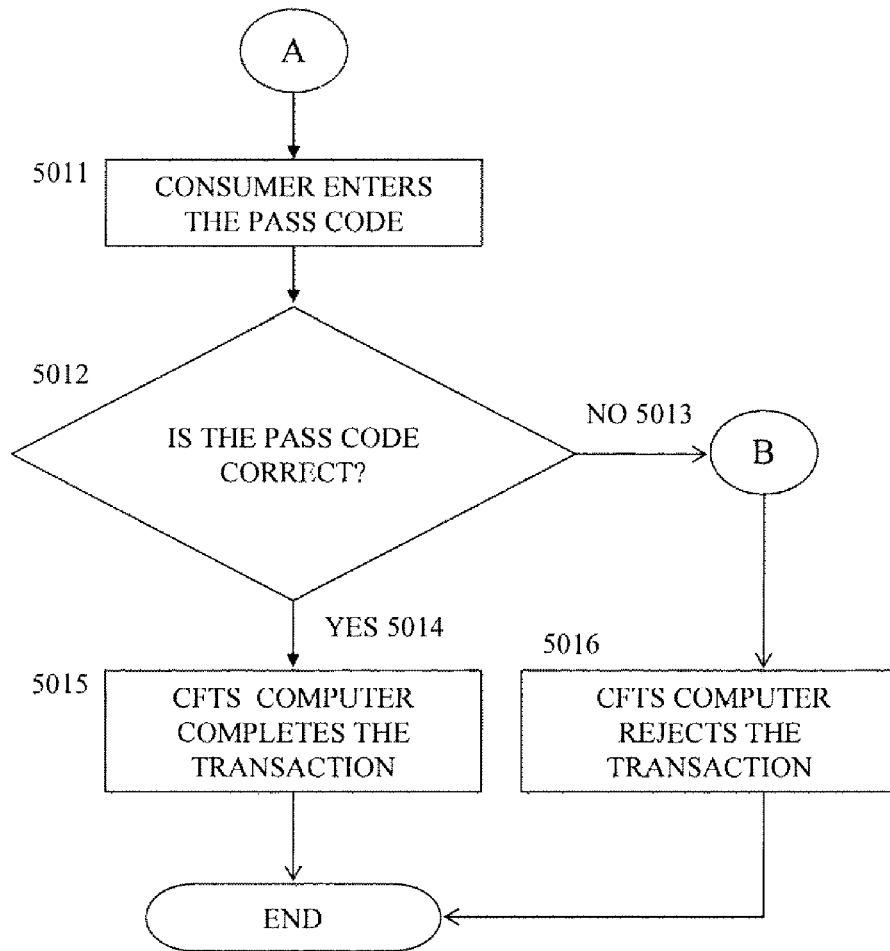 A
5011
CONSUMER ENTERS
THE PASS CODE
5012
IS THE PASS CODE
CORRECT?
NO 5013
B
YES 5014
5015
CFTS COMPUTER
COMPLETES THE
TRANSACTION
5016
CFTS COMPUTER
REJECTS THE
TRANSACTION
END